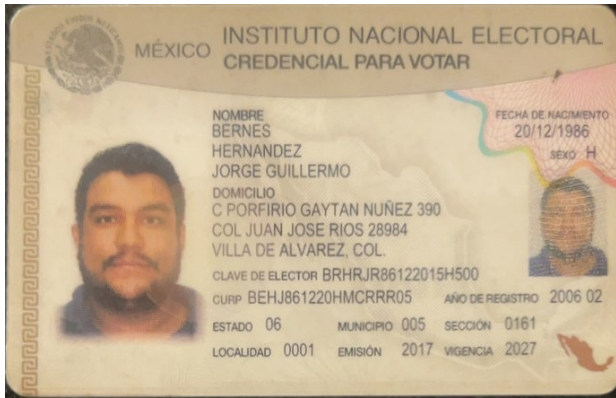 MÉXICO
INSTITUTO NACIONAL ELECTORAL
CREDENCIAL PARA VOTAR
NOMBRE
BERNES
HERNANDEZ
JORGE GUILLERMO
FECHA DE NACIMIENTO
20/12/1986
SEXO H
DOMICILIO
C PORFIRIO GAYTAN NUÑEZ 390
COL JUAN JOSE RIOS 28984
VILLA DE ALVAREZ, COL.
CLAVE DE ELECTOR BRHRJR86122015H500
CURP BEHJ861220HMCRRR05 AÑO DE REGISTRO 2006 02
ESTADO 06 MUNICIPIO 005 SECCIÓN 0161
LOCALIDAD 0001 EMISIÓN 2017 VIGENCIA 2027